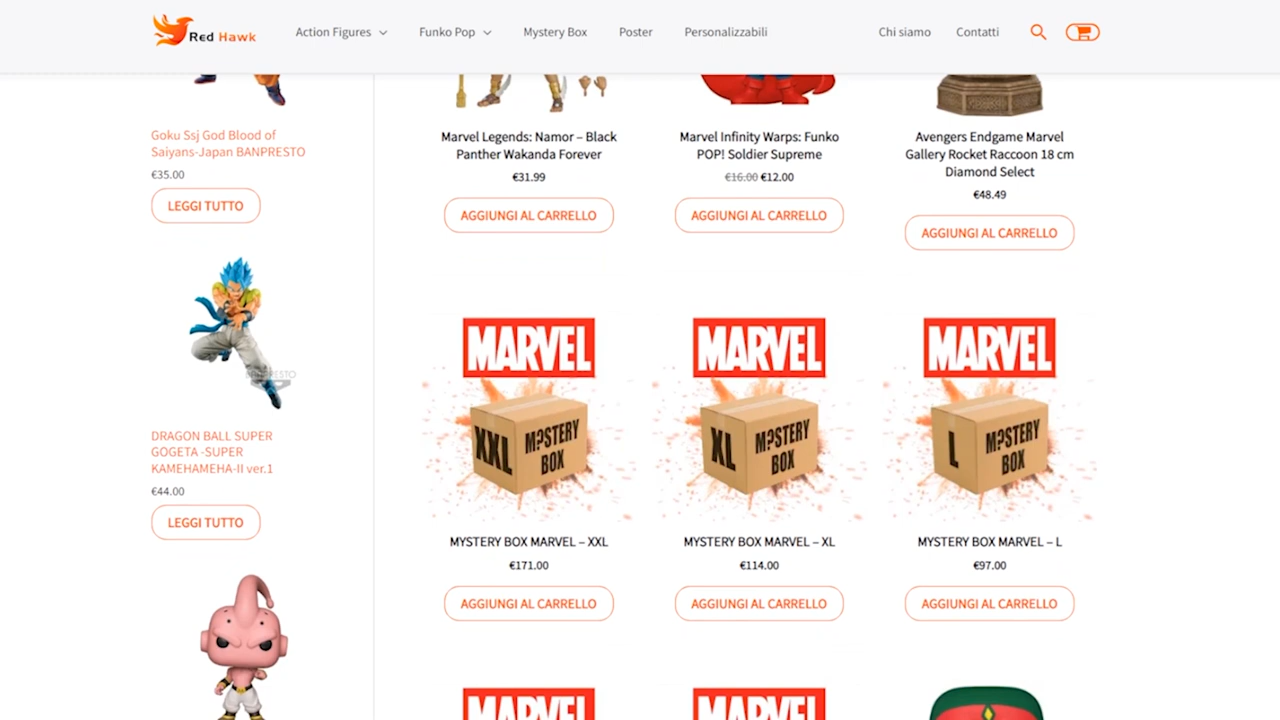 Red Hawk
Action Figures
Funko Pop
Mystery Box
Poster
Personalizzabili
Chi siamo
Contatti
Goku Ssj God Blood of
Saiyans-Japan BANPRESTO
€35.00
LEGGI TUTTO
BANPRESTO
DRAGON BALL SUPER
GOGETA -SUPER
KAMEHAMEHA-II ver.1
€44.00
LEGGI TUTTO
Marvel Legends: Namor – Black
Panther Wakanda Forever
€31.99
AGGIUNGI AL CARRELLO
Marvel Infinity Warps: Funko
POP! Soldier Supreme
€16.00 €12.00
AGGIUNGI AL CARRELLO
Avengers Endgame Marvel
Gallery Rocket Raccoon 18 cm
Diamond Select
€48.49
AGGIUNGI AL CARRELLO
MARVEL
XXL
M?STERY
BOX
MYSTERY BOX MARVEL – XXL
€171.00
AGGIUNGI AL CARRELLO
MARVEL
XL
M?STERY
BOX
MYSTERY BOX MARVEL – XL
€114.00
AGGIUNGI AL CARRELLO
MARVEL
L
M?STERY
BOX
MYSTERY BOX MARVEL – L
€97.00
AGGIUNGI AL CARRELLO
MARVEL
MARVEL